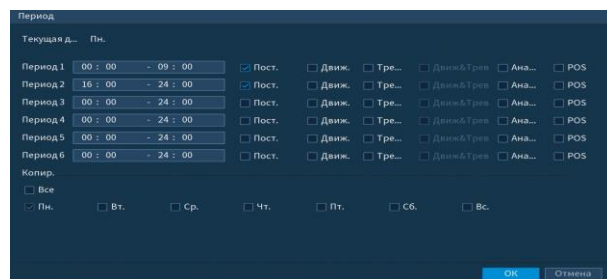 Период
Текущая д... Пн.
Период 1 00 : 00 - 09 : 00 Пост. Движ. Тре... Движ&Трев Ана... POS
Период 2 16 : 00 - 24 : 00 Пост. Движ. Тре... Движ&Трев Ана... POS
Период 3 00 : 00 - 24 : 00 Пост. Движ. Тре... Движ&Трев Ана... POS
Период 4 00 : 00 - 24 : 00 Пост. Движ. Тре... Движ&Трев Ана... POS
Период 5 00 : 00 - 24 : 00 Пост. Движ. Тре... Движ&Трев Ана... POS
Период 6 00 : 00 - 24 : 00 Пост. Движ. Тре... Движ&Трев Ана... POS
Копир.
Все
Пн. Вт. Ср. Чт. Пт. Сб. Вс.
OK Отмена